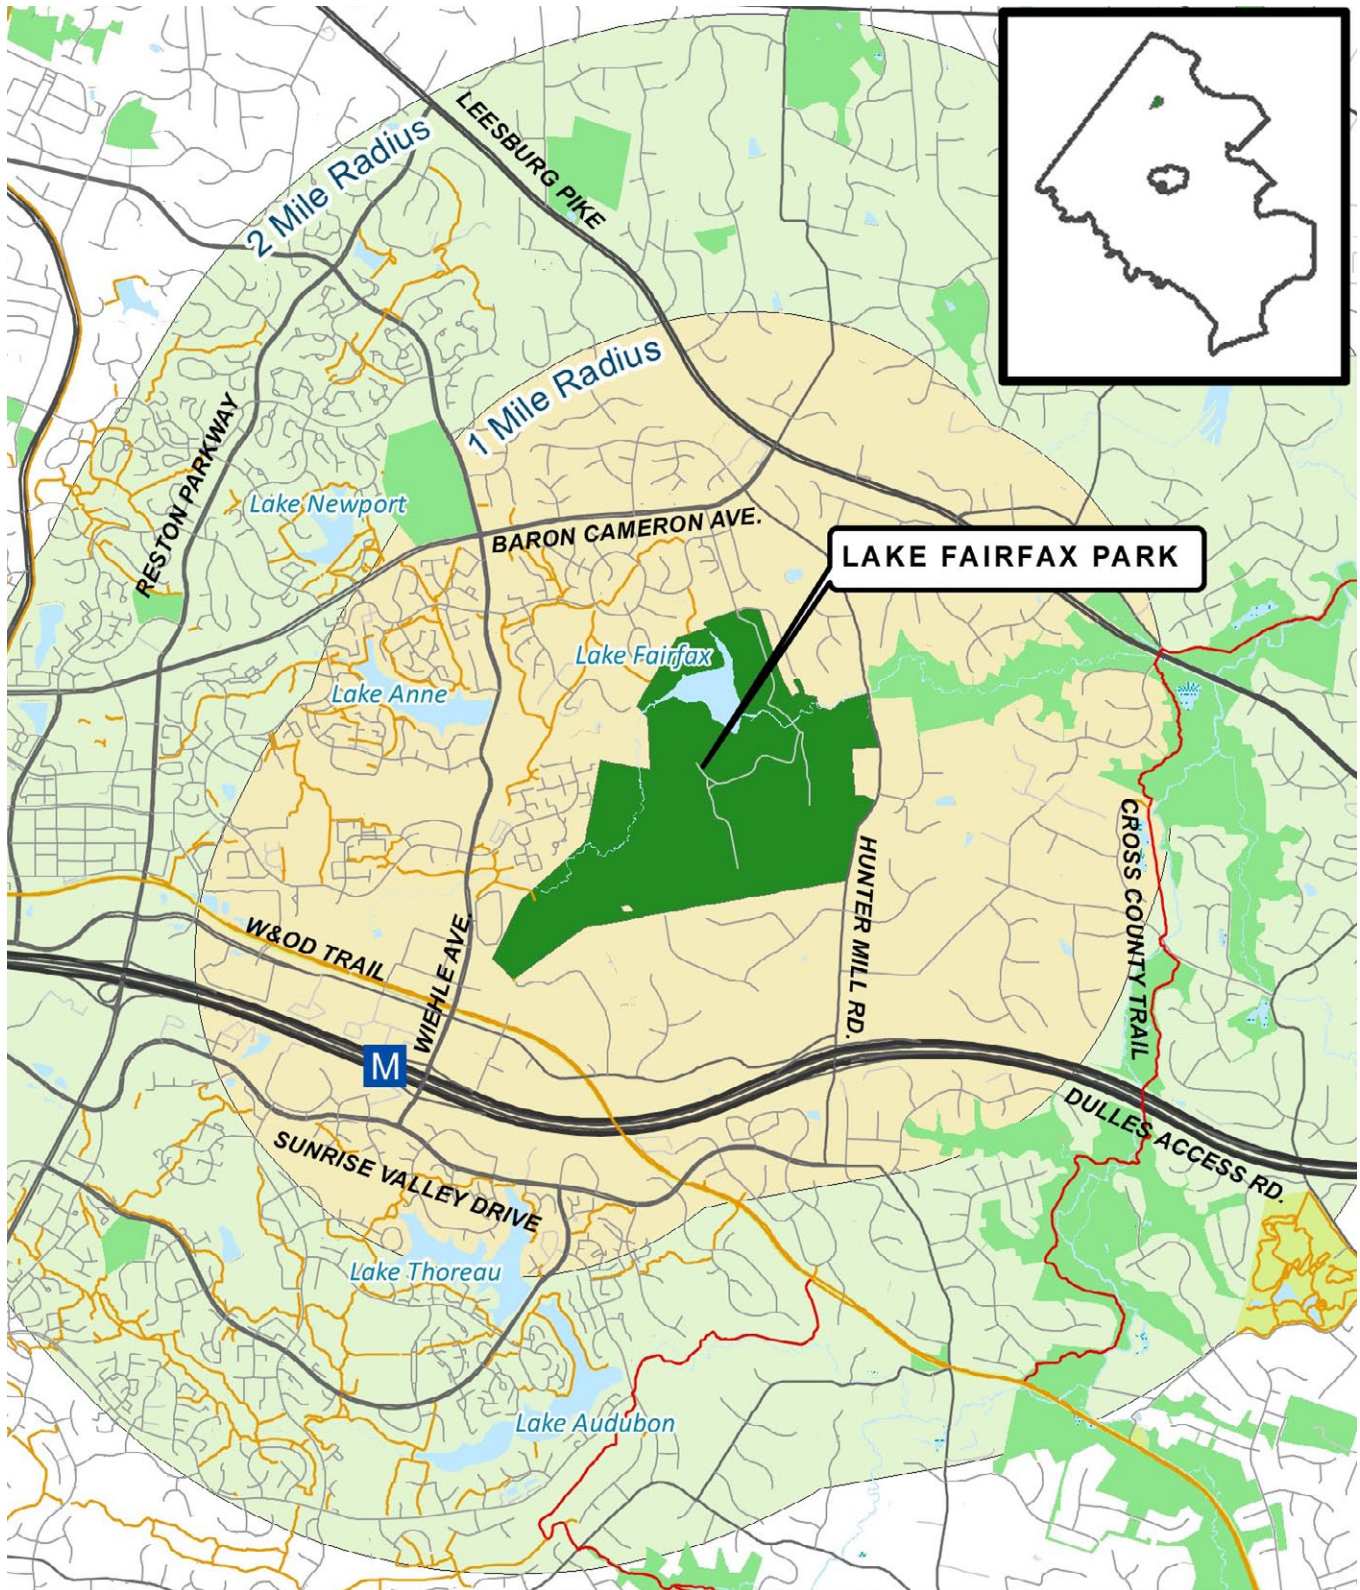 LEESBURG PIKE
2 Mile Radius
1 Mile Radius
RESTON PARKWAY
Lake Newport
BARON CAMERON AVE.
LAKE FAIRFAX PARK
Lake Fairfax
Lake Anne
CROSS COUNTY TRAIL
HUNTER MILL RD.
W&OD TRAIL
WIEHLE AVE.
M
DULLES ACCESS RD.
SUNRISE VALLEY DRIVE
Lake Thoreau
Lake Audubon